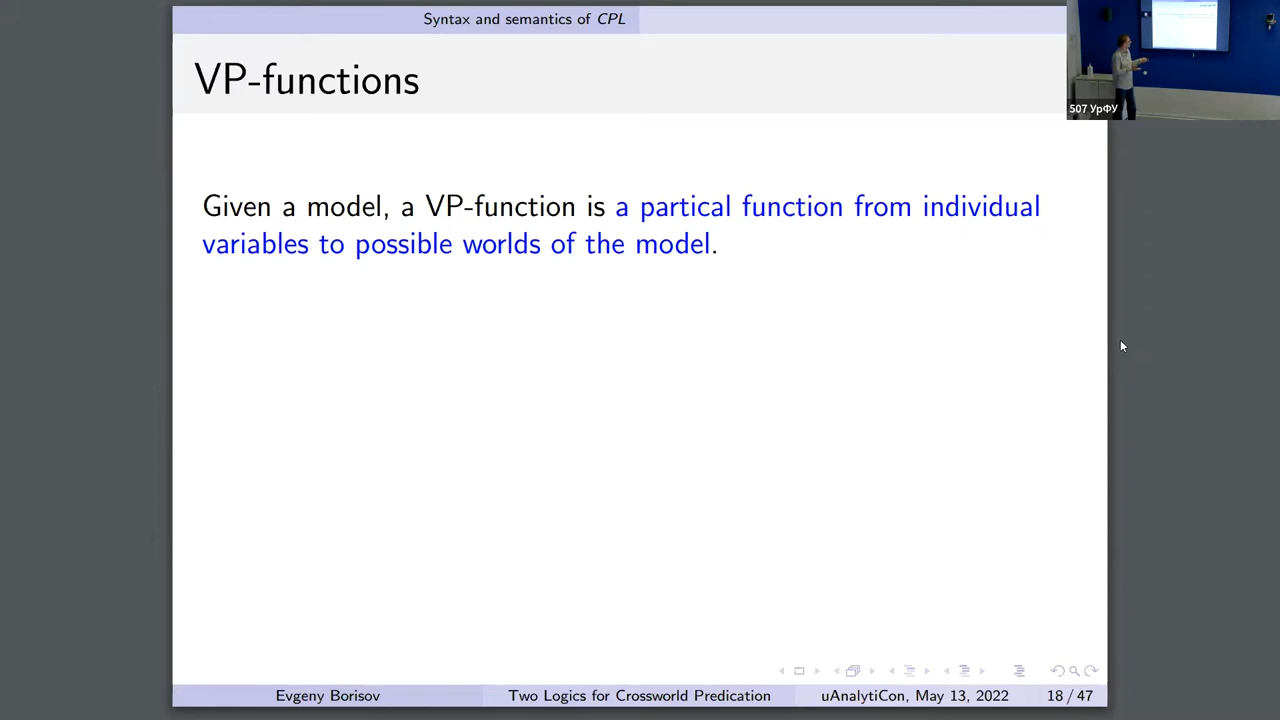 Syntax and semantics of CPL
VP-functions
507 УрФУ
Given a model, a VP-function is a partical function from individual
variables to possible worlds of the model.
Evgeny Borisov Two Logics for Crossworld Predication uAnalytiCon, May 13, 2022 18 / 47